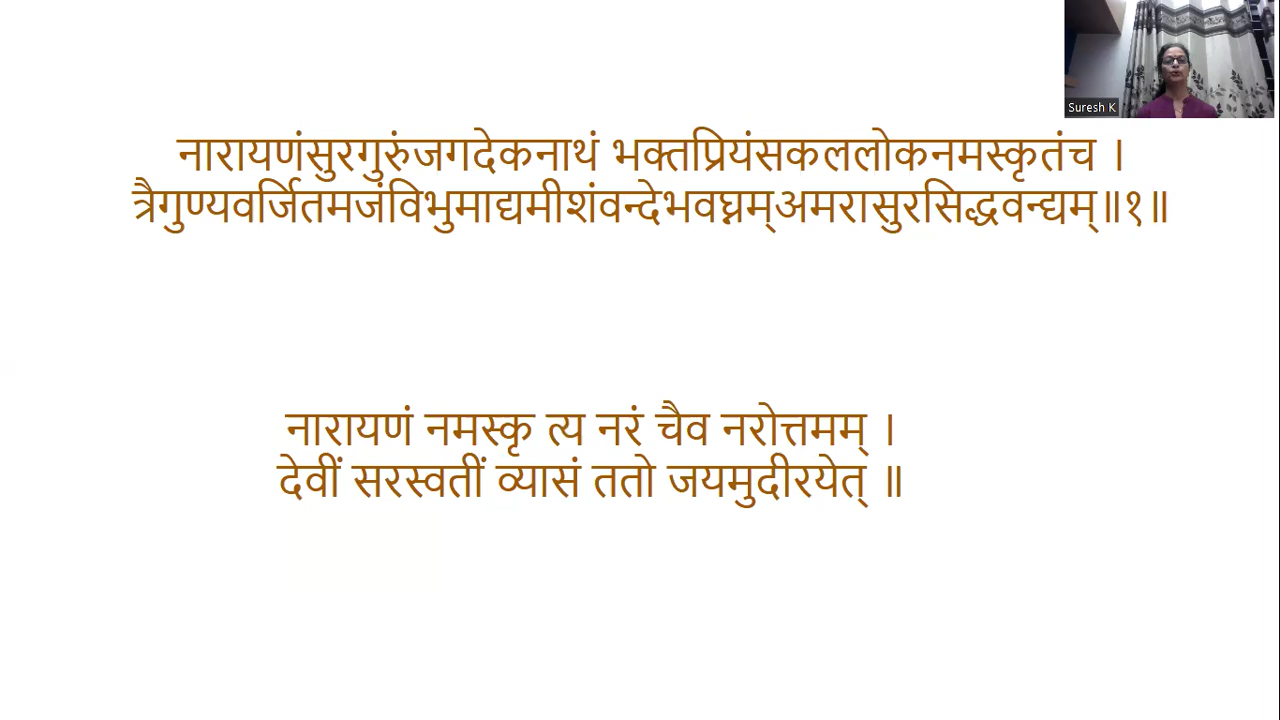 Suresh K
नारायणंसुरगुरुंजगदेकनाथं भक्तप्रियंसकललोकनमस्कृतंच ।
त्रैगुण्यवर्जितमजंविभुमाद्यमीशंवन्देभवघ्नम्अमरासुरसिद्धवन्द्यम्॥१॥
नारायणं नमस्कृ त्य नरं चैव नरोत्तमम् ।
देवीं सरस्वतीं व्यासं ततो जयमुदीरयेत् ॥